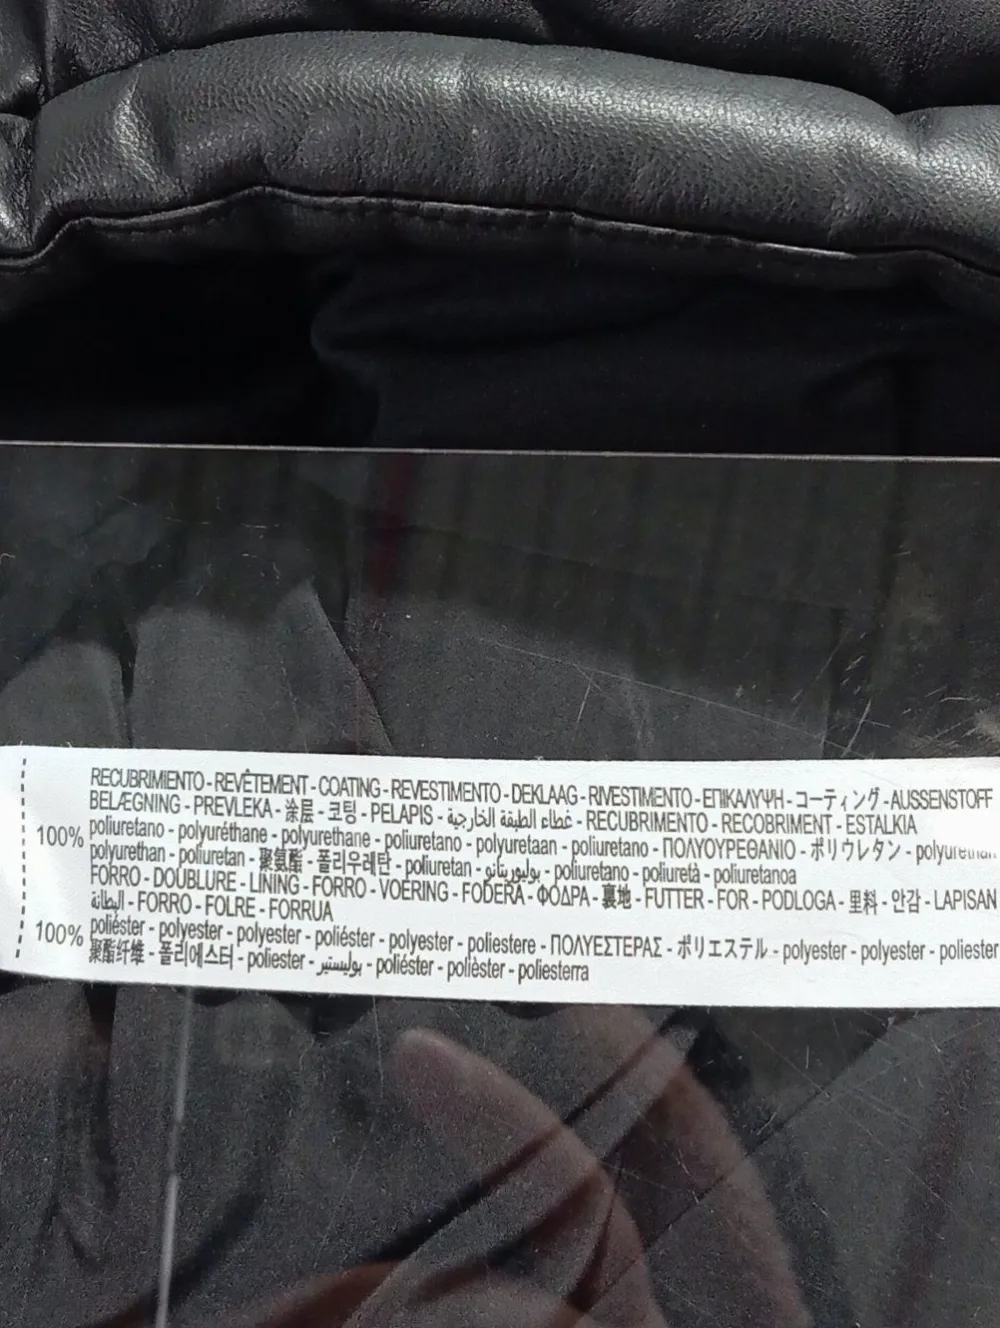 RECUBRIMIENTO - REVÊTEMENT - COATING - REVESTIMENTO - DEKLAAG - RIVESTIMENTO - ΕΠΙΚΑΛΥΨΗ - コーティング - AUSSENSTOFF
BELÆGNING - PREVLEKA - 涂层 - 코팅 - PELAPIS - غطاء الطبقة الخارجية - RECUBRIMENTO - RECOBRIMENT - ESTALKIA
100% poliuretano - polyuréthane - polyurethane - poliuretano - polyuretaan - poliuretano - ΠΟΛΥΟΥΡΕΘΑΝΙΟ - ポリウレタン - polyurethan
polyurethan - poliuretan - 聚氨酯 - 폴리우레탄 - poliuretan - بوليوريثانو - poliuretano - poliuretà - poliuretanoa
FORRO - DOUBLURE - LINING - FORRO - VOERING - FODERA - ΦΟΔΡΑ - 裏地 - FUTTER - FOR - PODLOGA - 里料 - 안감 - LAPISAN
البطانة - FORRO - FOLRE - FORRUA
100% poliéster - polyester - polyester - poliéster - polyester - poliestere - ΠΟΛΥΕΣΤΕΡΑΣ - ポリエステル - polyester - polyester - poliester
聚酯纤维 - 폴리에스터 - poliester - بوليستير - poliéster - polièster - poliesterra